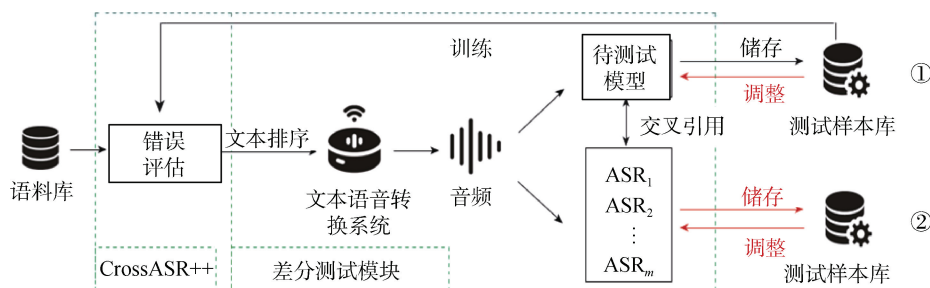 训练
待测试
模型
储存
调整
测试样本库
①
语料库
错误
评估
文本排序
文本语音转
换系统
音频
交叉引用
ASR1
ASR2
⋮
ASRm
储存
调整
测试样本库
②
CrossASR++
差分测试模块